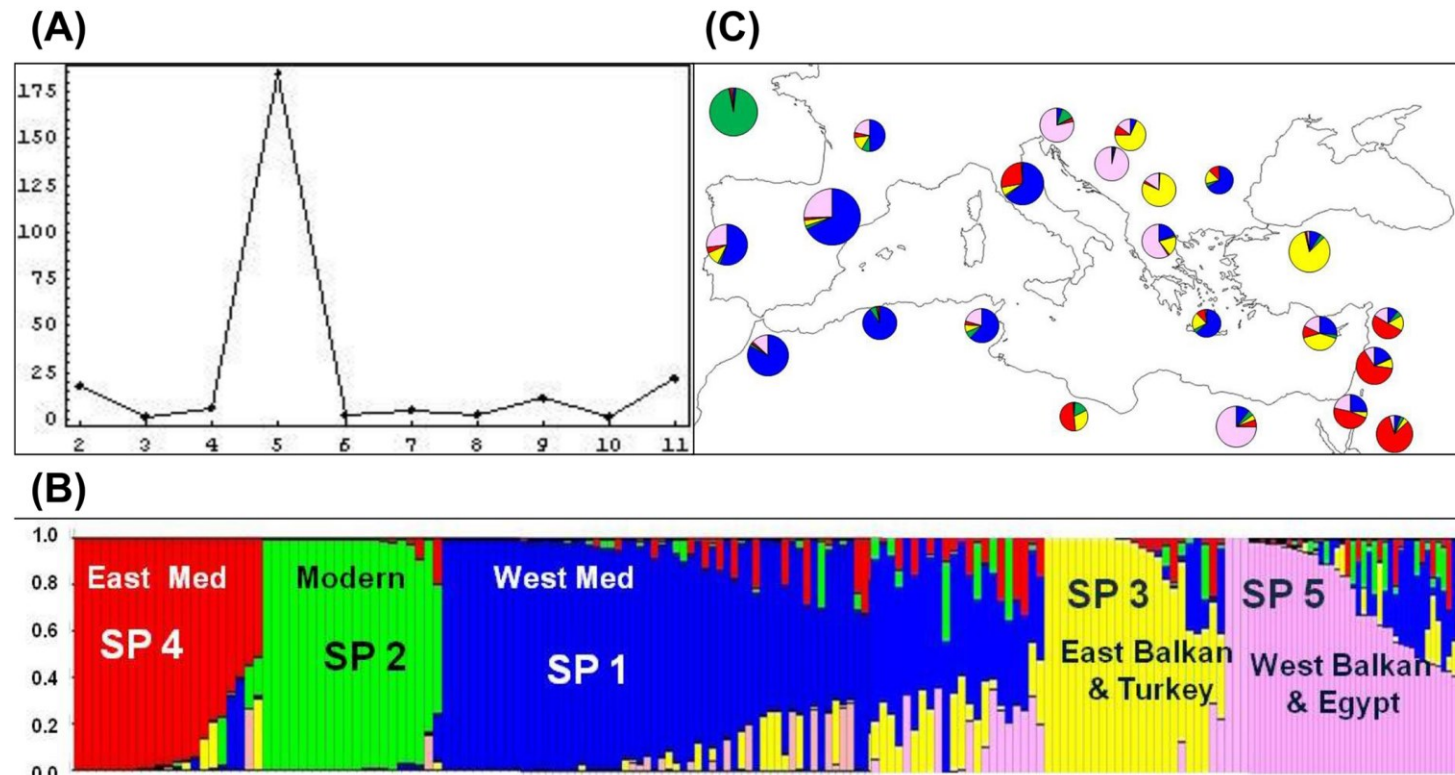 (A)
(C)
175
150
125
100
75
50
25
0
2 3 4 5 6 7 8 9 10 11
(B)
1.0
0.8
0.6
0.4
0.2
0.0
East Med
SP 4
Modern
SP 2
West Med
SP 1
SP 3
East Balkan
& Turkey
SP 5
West Balkan
& Egypt